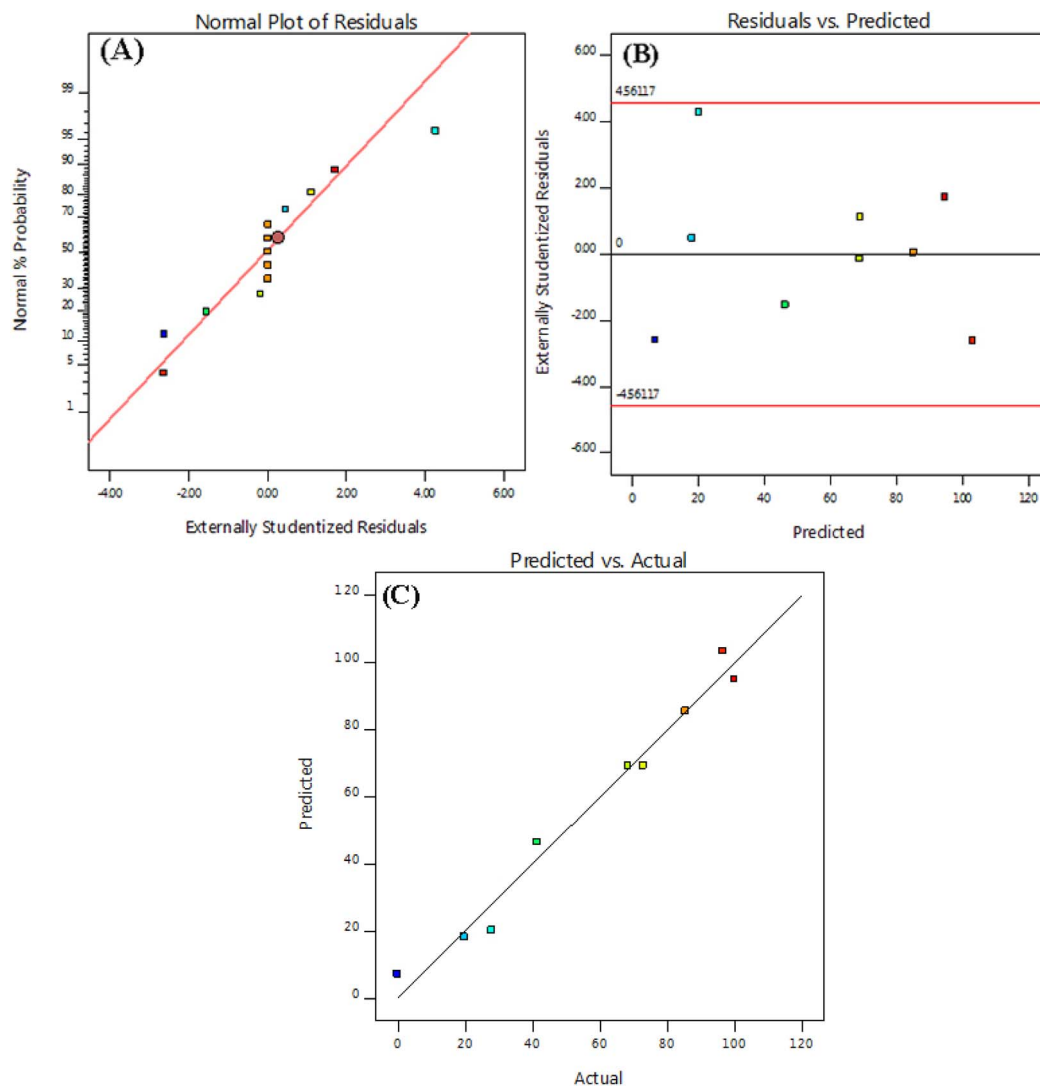 Normal Plot of Residuals
(A)
Normal % Probability
99
95
90
80
70
50
30
20
10
5
1
-4.00 -2.00 0.00 2.00 4.00 6.00
Externally Studentized Residuals
Residuals vs. Predicted
(B)
Externally Studentized Residuals
6.00
4.00
2.00
0.00
-2.00
-4.00
-6.00
4.56117
0
-4.56117
0 20 40 60 80 100 120
Predicted
Predicted vs. Actual
(C)
Predicted
120
100
80
60
40
20
0
0 20 40 60 80 100 120
Actual